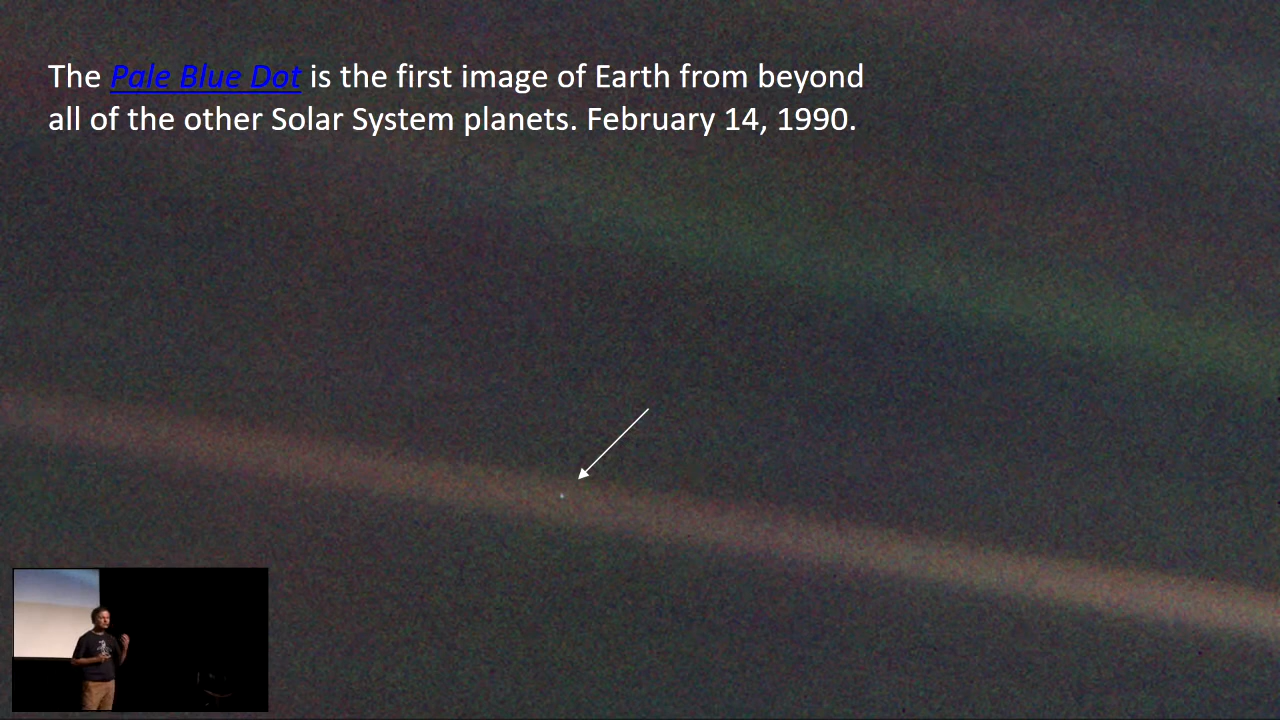 The Pale Blue Dot is the first image of Earth from beyond
all of the other Solar System planets. February 14, 1990.